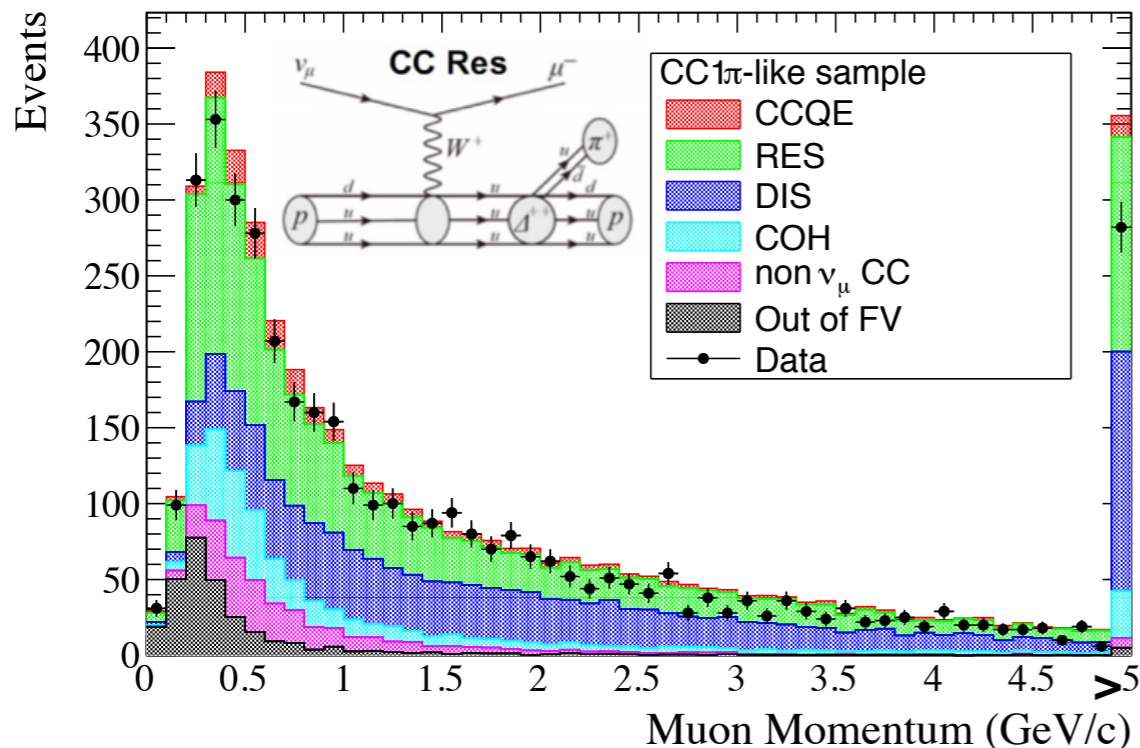 Events
400
350
300
250
200
150
100
50
0
CC Res
νμ
μ⁻
W⁺
π⁺
u
d̄
d u d
p u u Δ⁺⁺ u p
u u u
CC1π-like sample
CCQE
RES
DIS
COH
non νμ CC
Out of FV
Data
0 0.5 1 1.5 2 2.5 3 3.5 4 4.5 >5
Muon Momentum (GeV/c)